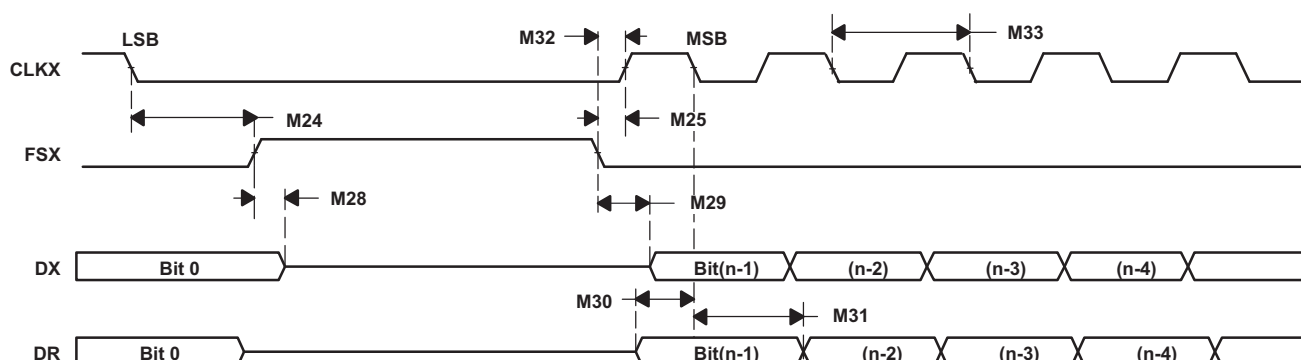 LSB
M32
MSB
M33
CLKX
M24
M25
FSX
M28
M29
DX
Bit 0
Bit(n-1)
(n-2)
(n-3)
(n-4)
M30
M31
DR
Bit 0
Bit(n-1)
(n-2)
(n-3)
(n-4)